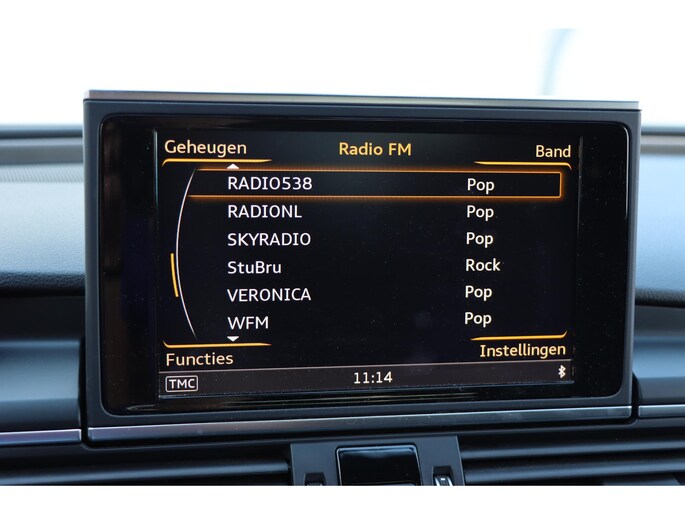 Geheugen Radio FM Band
RADIO538 Pop
RADIONL Pop
SKYRADIO Pop
StuBru Rock
VERONICA Pop
WFM Pop
Functies Instellingen
TMC 11:14